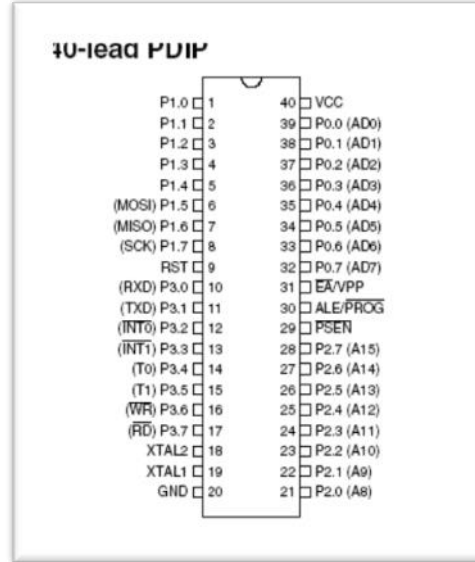 40-lead PDIP
P1.0 1 40 VCC
P1.1 2 39 P0.0 (AD0)
P1.2 3 38 P0.1 (AD1)
P1.3 4 37 P0.2 (AD2)
P1.4 5 36 P0.3 (AD3)
(MOSI) P1.5 6 35 P0.4 (AD4)
(MISO) P1.6 7 34 P0.5 (AD5)
(SCK) P1.7 8 33 P0.6 (AD6)
RST 9 32 P0.7 (AD7)
(RXD) P3.0 10 31 E̅A̅/VPP
(TXD) P3.1 11 30 ALE/P̅R̅O̅G̅
(I̅N̅T̅0̅) P3.2 12 29 P̅S̅E̅N̅
(I̅N̅T̅1̅) P3.3 13 28 P2.7 (A15)
(T0) P3.4 14 27 P2.6 (A14)
(T1) P3.5 15 26 P2.5 (A13)
(W̅R̅) P3.6 16 25 P2.4 (A12)
(R̅D̅) P3.7 17 24 P2.3 (A11)
XTAL2 18 23 P2.2 (A10)
XTAL1 19 22 P2.1 (A9)
GND 20 21 P2.0 (A8)